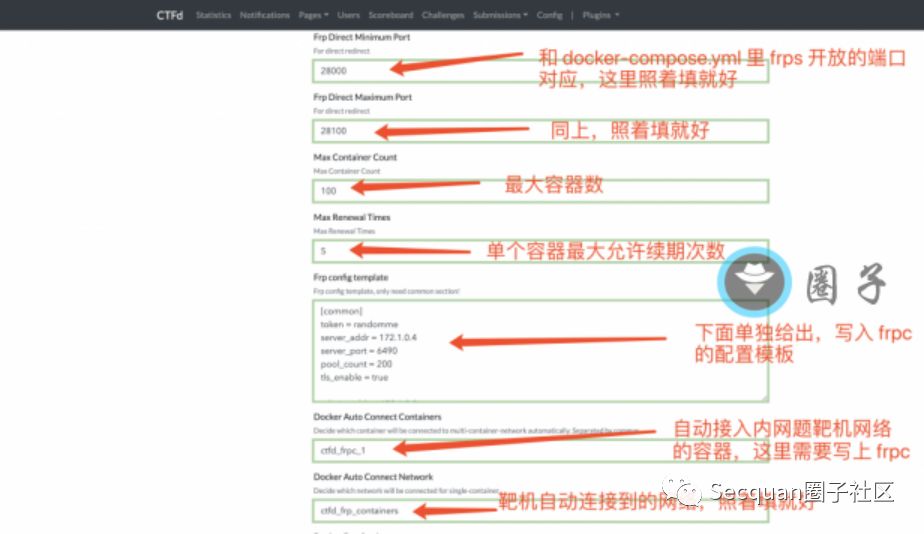 CTFd Statistics Notifications Pages Users Scoreboard Challenges Submissions Config | Plugins
Frp Direct Minimum Port
For direct redirect
28000
和 docker-compose.yml 里 frps 开放的端口
对应，这里照着填就好
Frp Direct Maximum Port
For direct redirect
28100
同上，照着填就好
Max Container Count
Max Container Count
100
最大容器数
Max Renewal Times
Max Renewal Times
5
单个容器最大允许续期次数
圈子
Frp config template
Frp config template, only need common section!
[common]
token = randomme
server_addr = 172.1.0.4
server_port = 6490
pool_count = 200
tls_enable = true
下面单独给出，写入 frpc
的配置模板
Docker Auto Connect Containers
Decide which container will be connected to multi-container-network automatically. Separated by
ctfd_frpc_1
自动接入内网题靶机网络
的容器，这里需要写上 frpc
Docker Auto Connect Network
Decide which network will be connected for single-container
ctfd_frp_containers
靶机自动连接到的网络，照着填就好
Secquan圈子社区